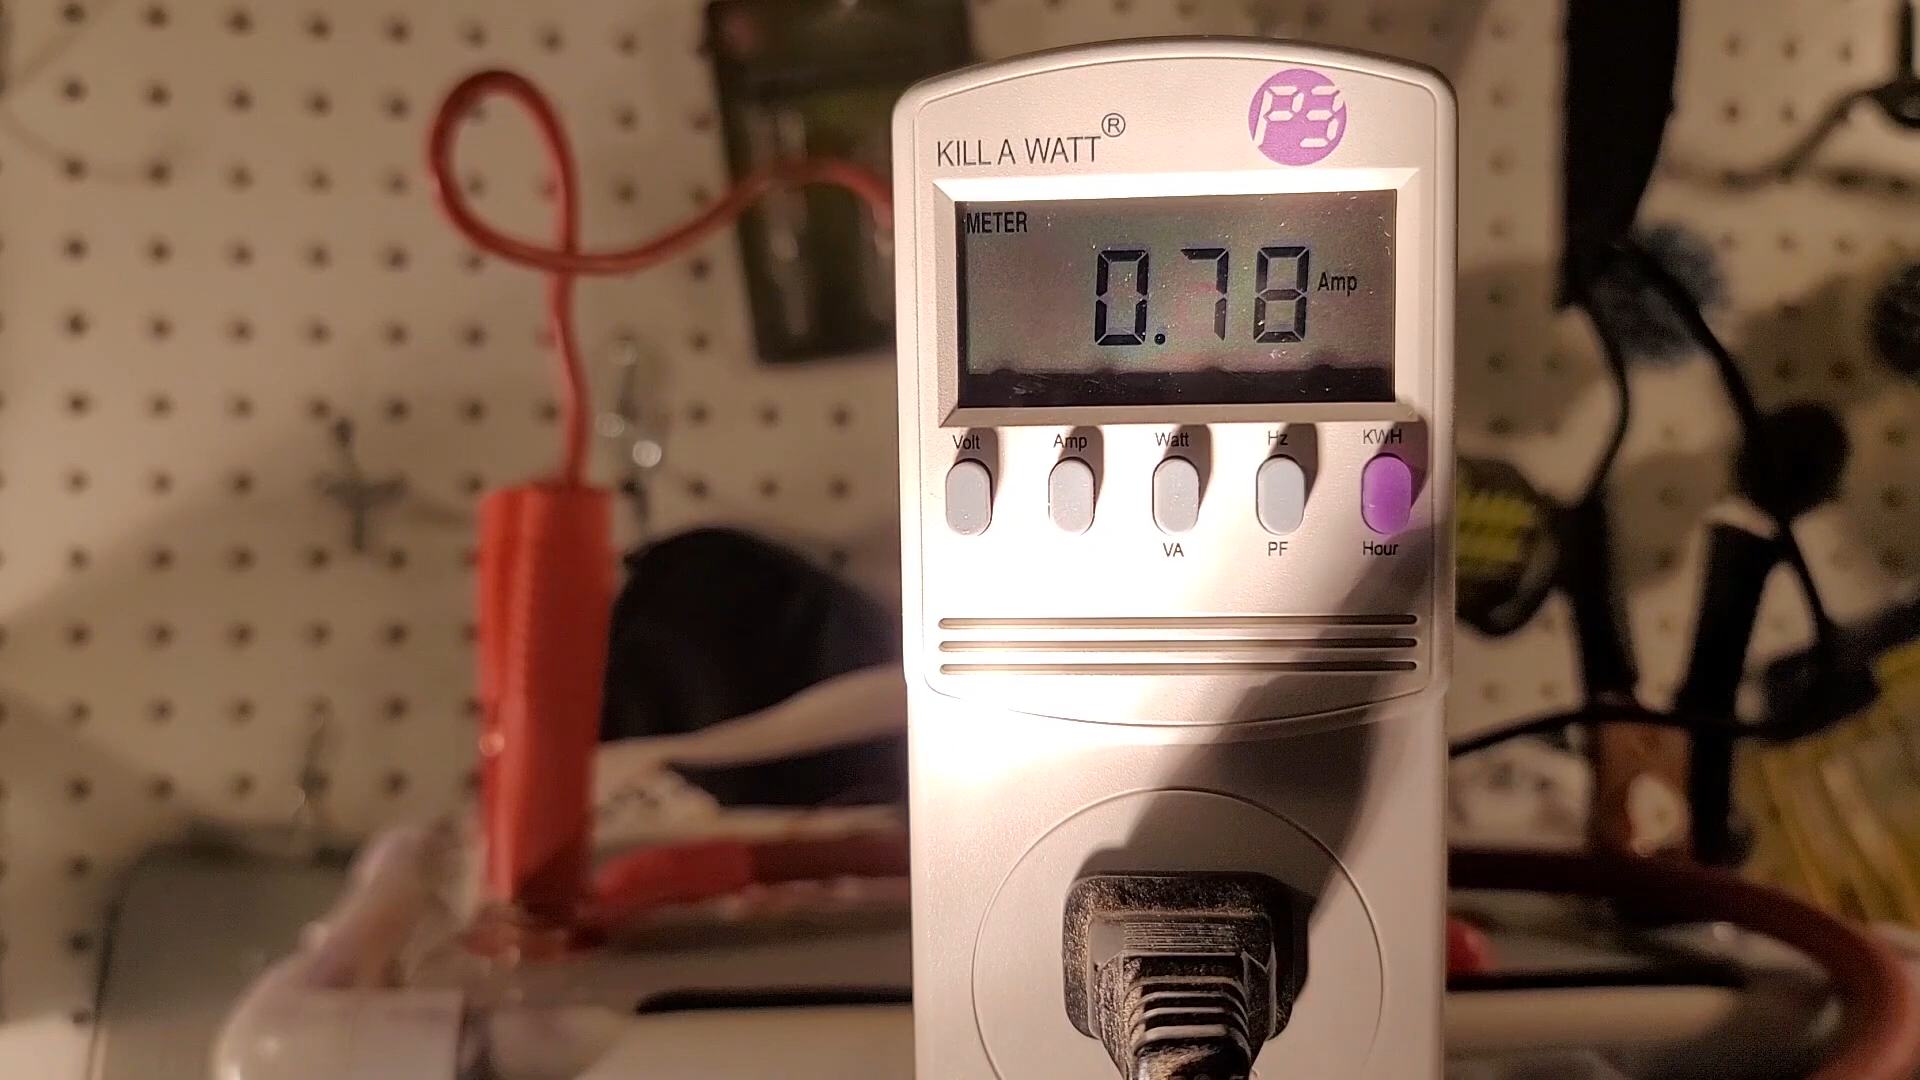 KILL A WATT®
P3
METER
0.78 Amp
Volt Amp Watt Hz KWH
VA PF Hour